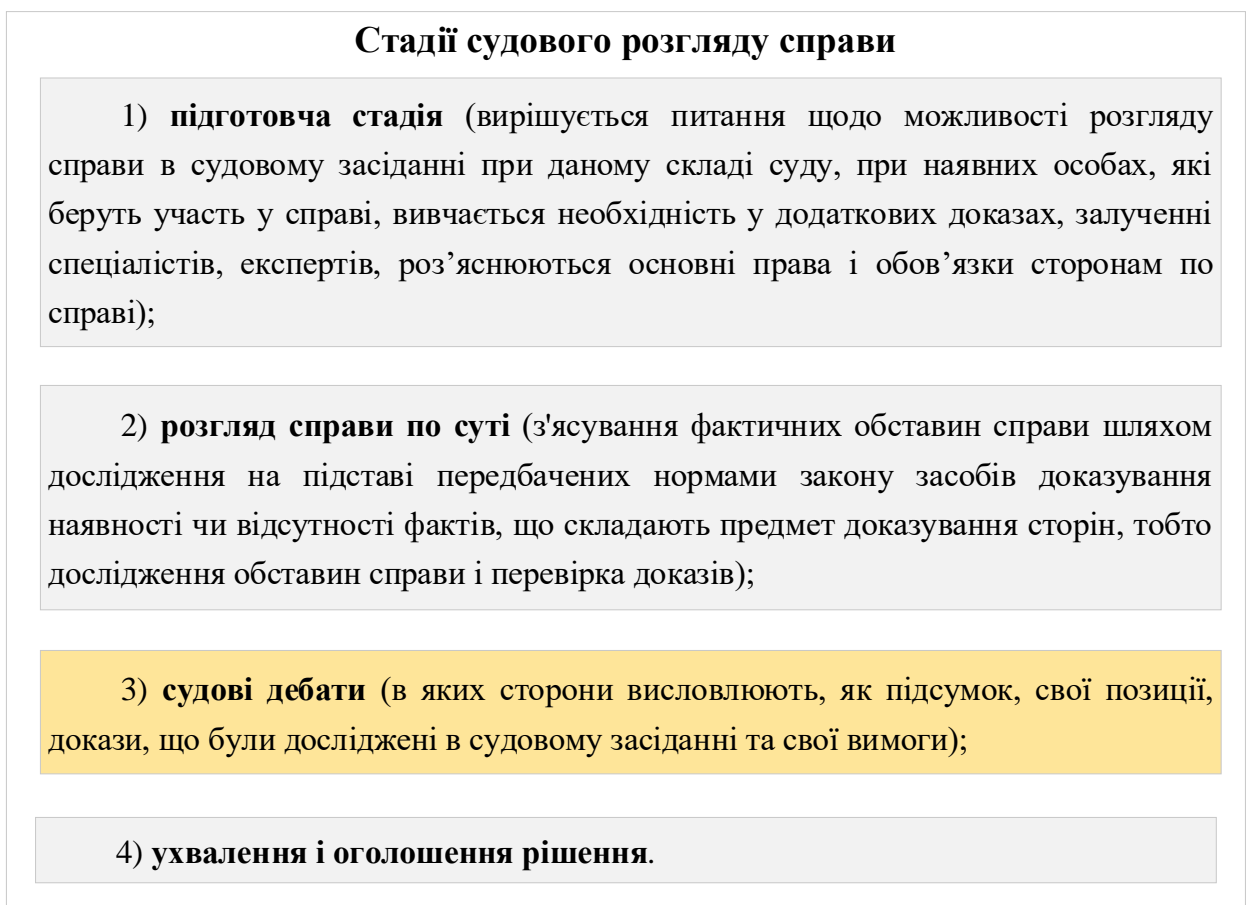 Стадії судового розгляду справи
1) підготовча стадія (вирішується питання щодо можливості розгляду
справи в судовому засіданні при даному складі суду, при наявних особах, які
беруть участь у справі, вивчається необхідність у додаткових доказах, залученні
спеціалістів, експертів, роз’яснюються основні права і обов’язки сторонам по
справі);
2) розгляд справи по суті (з'ясування фактичних обставин справи шляхом
дослідження на підставі передбачених нормами закону засобів доказування
наявності чи відсутності фактів, що складають предмет доказування сторін, тобто
дослідження обставин справи і перевірка доказів);
3) судові дебати (в яких сторони висловлюють, як підсумок, свої позиції,
докази, що були досліджені в судовому засіданні та свої вимоги);
4) ухвалення і оголошення рішення.